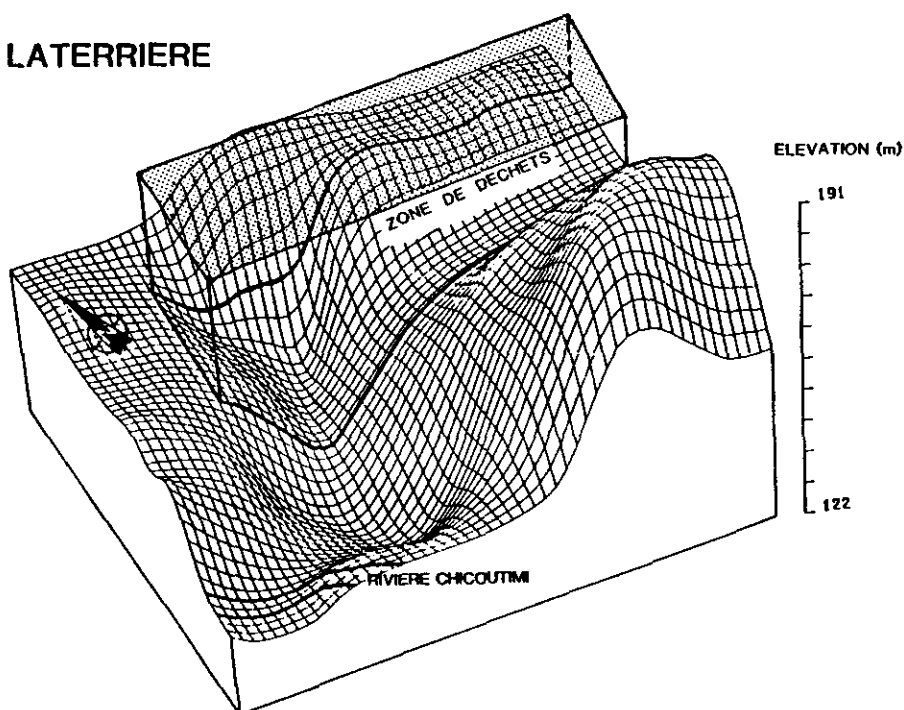 LATERRIERE
ELEVATION (m)
191
ZONE DE DECHETS
122
RIVIERE CHICOUTIMI